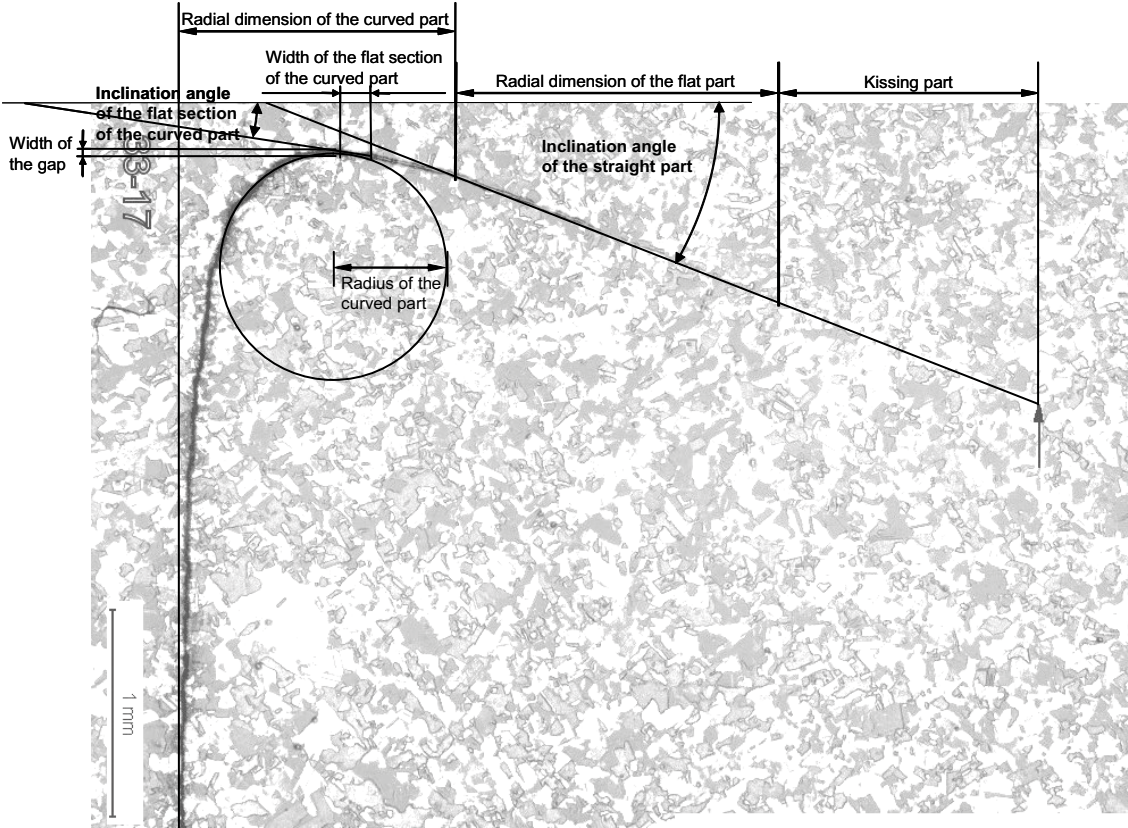 Radial dimension of the curved part
Width of the flat section
of the curved part
Radial dimension of the flat part
Kissing part
Inclination angle
of the flat section
of the curved part
Width of
the gap
33-17
Inclination angle
of the straight part
Radius of the
curved part
1 mm